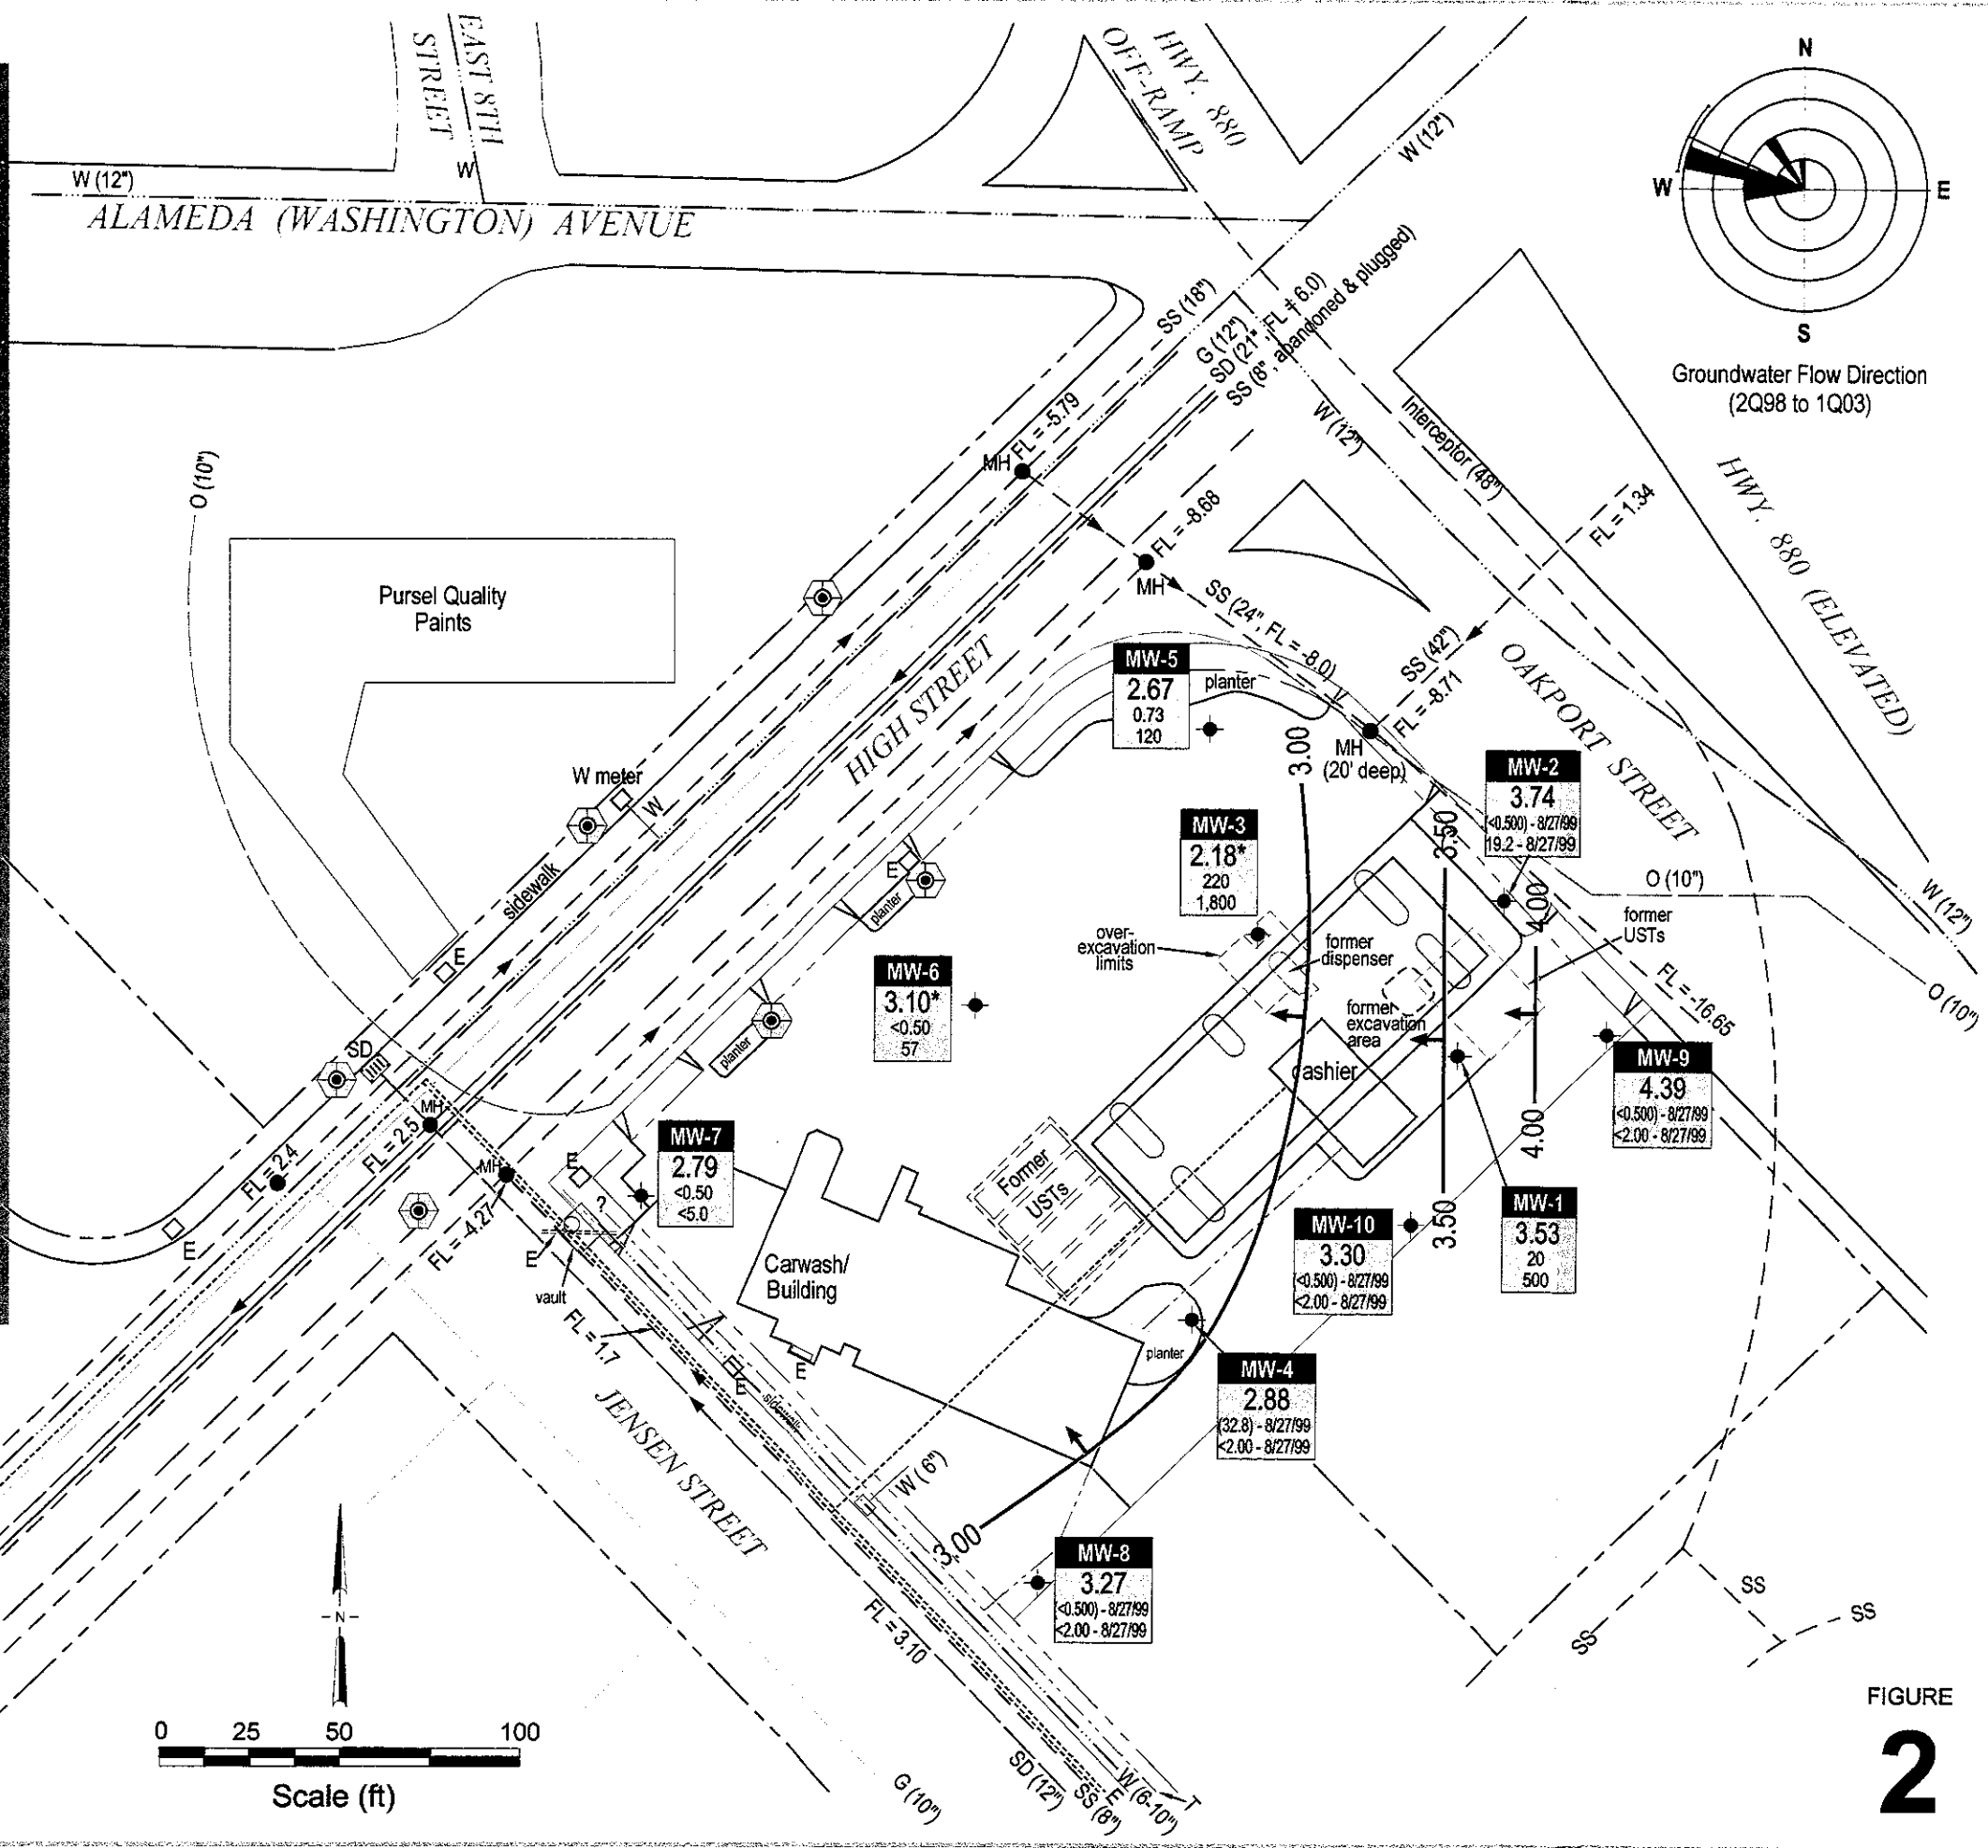 EAST 8TH
STREET
HWY. 880
OFF-RAMP
W (12")
W
W (12")
ALAMEDA (WASHINGTON) AVENUE
N
W
E
S
Groundwater Flow Direction
(2Q98 to 1Q03)
SS (18")
G (12")
SD (21", FL ± 6.0)
SS (8", abandoned & plugged)
W (12")
Interceptor (48")
FL = 1.34
HWY. 880 (ELEVATED)
O (10")
MH
FL = -5.79
FL = -8.68
MH
SS (24", FL = -8.0)
SS (42")
FL = -8.71
OAKPORT STREET
Pursel Quality
Paints
HIGH STREET
MW-5
2.67
0.73
120
planter
3.00
MH
(20' deep)
W meter
W
MW-2
3.74
(<0.500) - 8/27/99
19.2 - 8/27/99
3.50
MW-3
2.18*
220
1,800
E
planter
sidewalk
4.00
O (10")
former
USTs
W (12")
O (10")
over-
excavation
limits
former
dispenser
former
excavation
area
FL = -16.65
E
MW-6
3.10*
<0.50
57
planter
cashier
MW-9
4.39
(<0.500) - 8/27/99
<2.00 - 8/27/99
4.00
SD
MH
FL = 2.5
FL = 2.4
MH
FL = -4.27
E
?
E
E
vault
MW-7
2.79
<0.50
<5.0
Former
USTs
MW-10
3.30
(<0.500) - 8/27/99
<2.00 - 8/27/99
3.50
MW-1
3.53
20
500
Carwash/
Building
FL = 1.7
E
E
sidewalk
planter
MW-4
2.88
(32.8) - 8/27/99
<2.00 - 8/27/99
JENSEN STREET
W (6")
3.00
MW-8
3.27
(<0.500) - 8/27/99
<2.00 - 8/27/99
FL = 3.10
SS
SS
SS
-N-
0 25 50 100
Scale (ft)
G (10")
SD (12")
SS (8")
E
W (6-10")
T
FIGURE
2